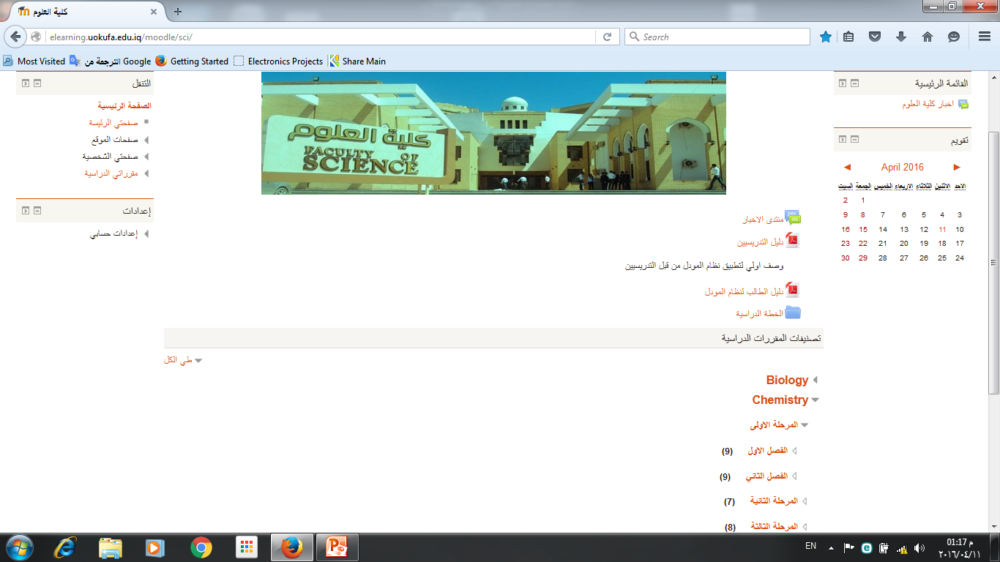 كلية العلوم
elearning.uokufa.edu.iq/moodle/sci/
Search
Most Visited
الترجمة من Google
Getting Started
Electronics Projects
Share Main
القائمة الرئيسية
اخبار كلية العلوم
تقويم
April 2016
الاحد الاثنين الثلاثاء الاربعاء الخميس الجمعة السبت
1 2
3 4 5 6 7 8 9
10 11 12 13 14 15 16
17 18 19 20 21 22 23
24 25 26 27 28 29 30
كلية العلوم
FACULTY OF
SCIENCE
منتدى الاخبار
دليل التدريسيين
وصف اولي لتطبيق نظام المودل من قبل التدريسيين
دليل الطالب لنظام المودل
الخطة الدراسية
تصنيفات المقررات الدراسية
طي الكل
Biology
Chemistry
المرحلة الاولى
الفصل الاول (9)
الفصل الثاني (9)
المرحلة الثانية (7)
المرحلة الثالثة (8)
التنقل
الصفحة الرئيسية
صفحتي الرئيسة
صفحات الموقع
صفحتي الشخصية
مقرراتي الدراسية
إعدادات
إعدادات حسابي
EN
01:17 م
٢٠١٦/٠٤/١١